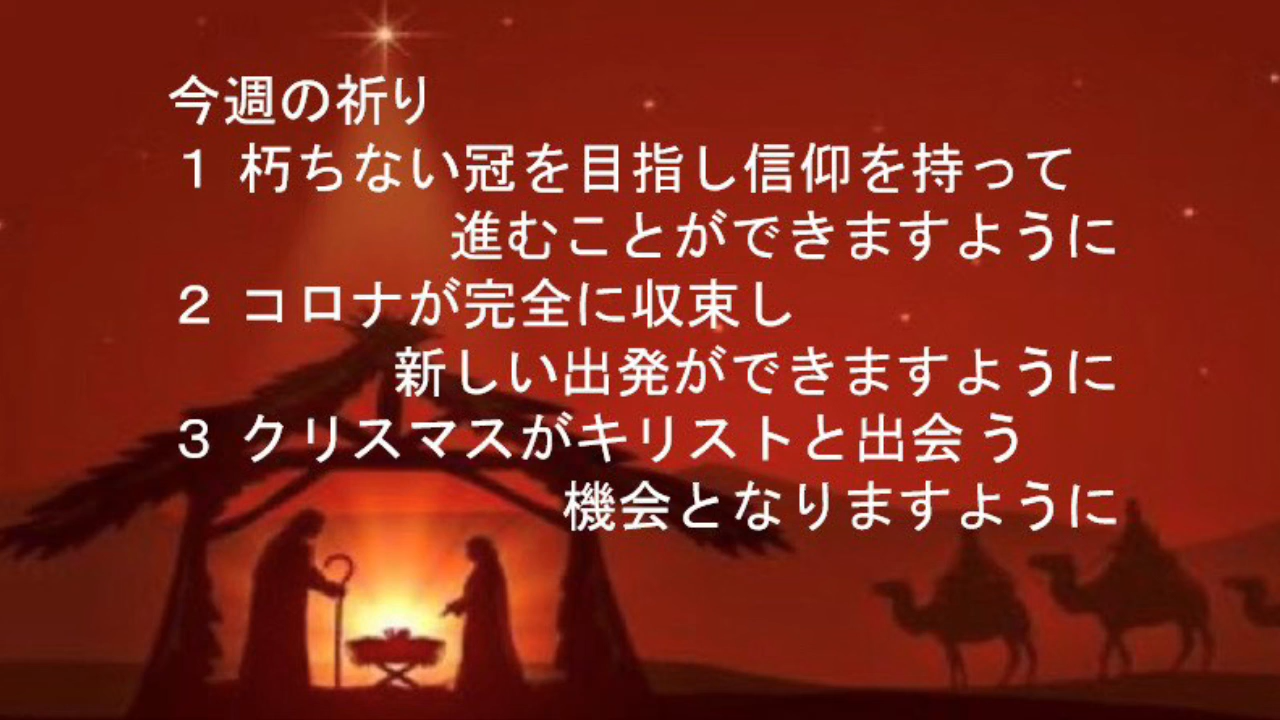 今週の祈り
１ 朽ちない冠を目指し信仰を持って
進むことができますように
２ コロナが完全に収束し
新しい出発ができますように
３ クリスマスがキリストと出会う
機会となりますように